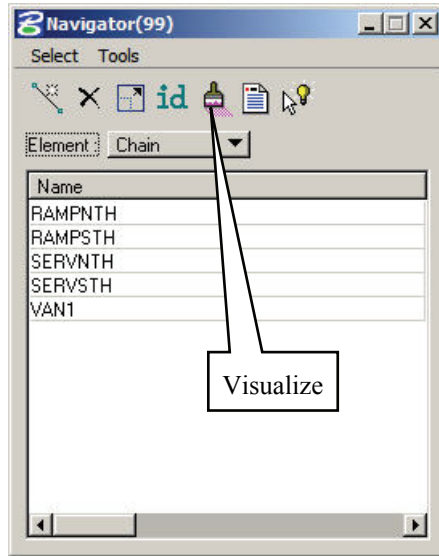 Navigator(99)
Select Tools
id
Element : Chain
Name
RAMPNTH
RAMPSTH
SERVNTH
SERVSTH
VAN1
Visualize